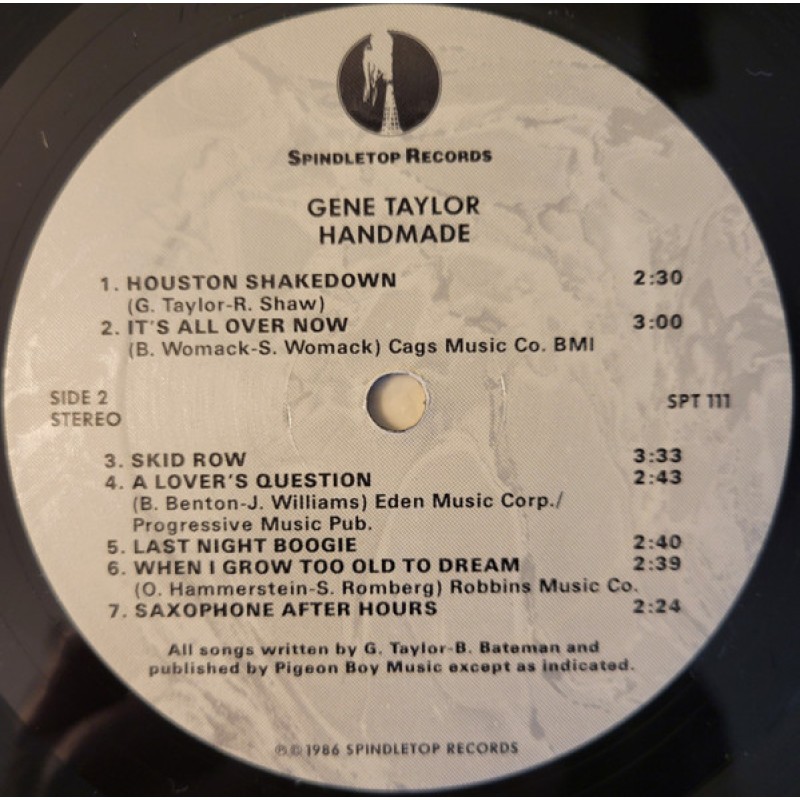 SPINDLETOP RECORDS
GENE TAYLOR
HANDMADE
1. HOUSTON SHAKEDOWN 2:30
(G. Taylor-R. Shaw)
2. IT'S ALL OVER NOW 3:00
(B. Womack-S. Womack) Cags Music Co. BMI
SIDE 2 SPT 111
STEREO
3. SKID ROW 3:33
4. A LOVER'S QUESTION 2:43
(B. Benton-J. Williams) Eden Music Corp./
Progressive Music Pub.
5. LAST NIGHT BOOGIE 2:40
6. WHEN I GROW TOO OLD TO DREAM 2:39
(O. Hammerstein-S. Romberg) Robbins Music Co.
7. SAXOPHONE AFTER HOURS 2:24
All songs written by G. Taylor-B. Bateman and
published by Pigeon Boy Music except as indicated.
℗ © 1986 SPINDLETOP RECORDS